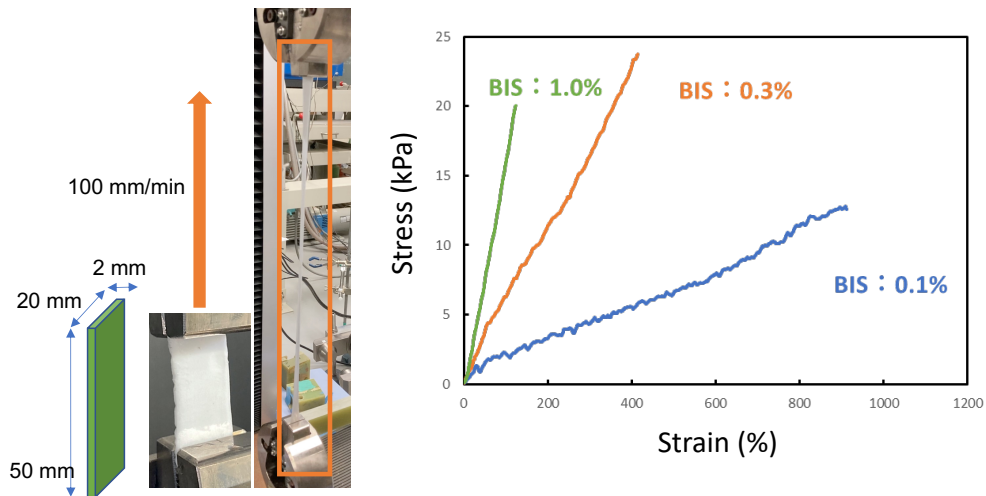 100 mm/min
2 mm
20 mm
50 mm
Stress (kPa)
25
20
15
10
5
0
BIS：1.0%
BIS：0.3%
BIS：0.1%
0
200
400
600
800
1000
1200
Strain (%)